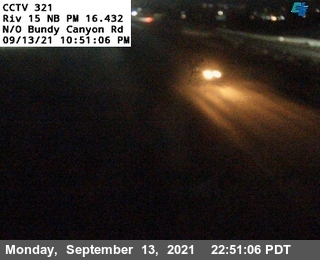 CCTV 321
Riv 15 NB PM 16.432
N/O Bundy Canyon Rd
09/13/21 10:51:06 PM
Monday, September 13, 2021 22:51:06 PDT